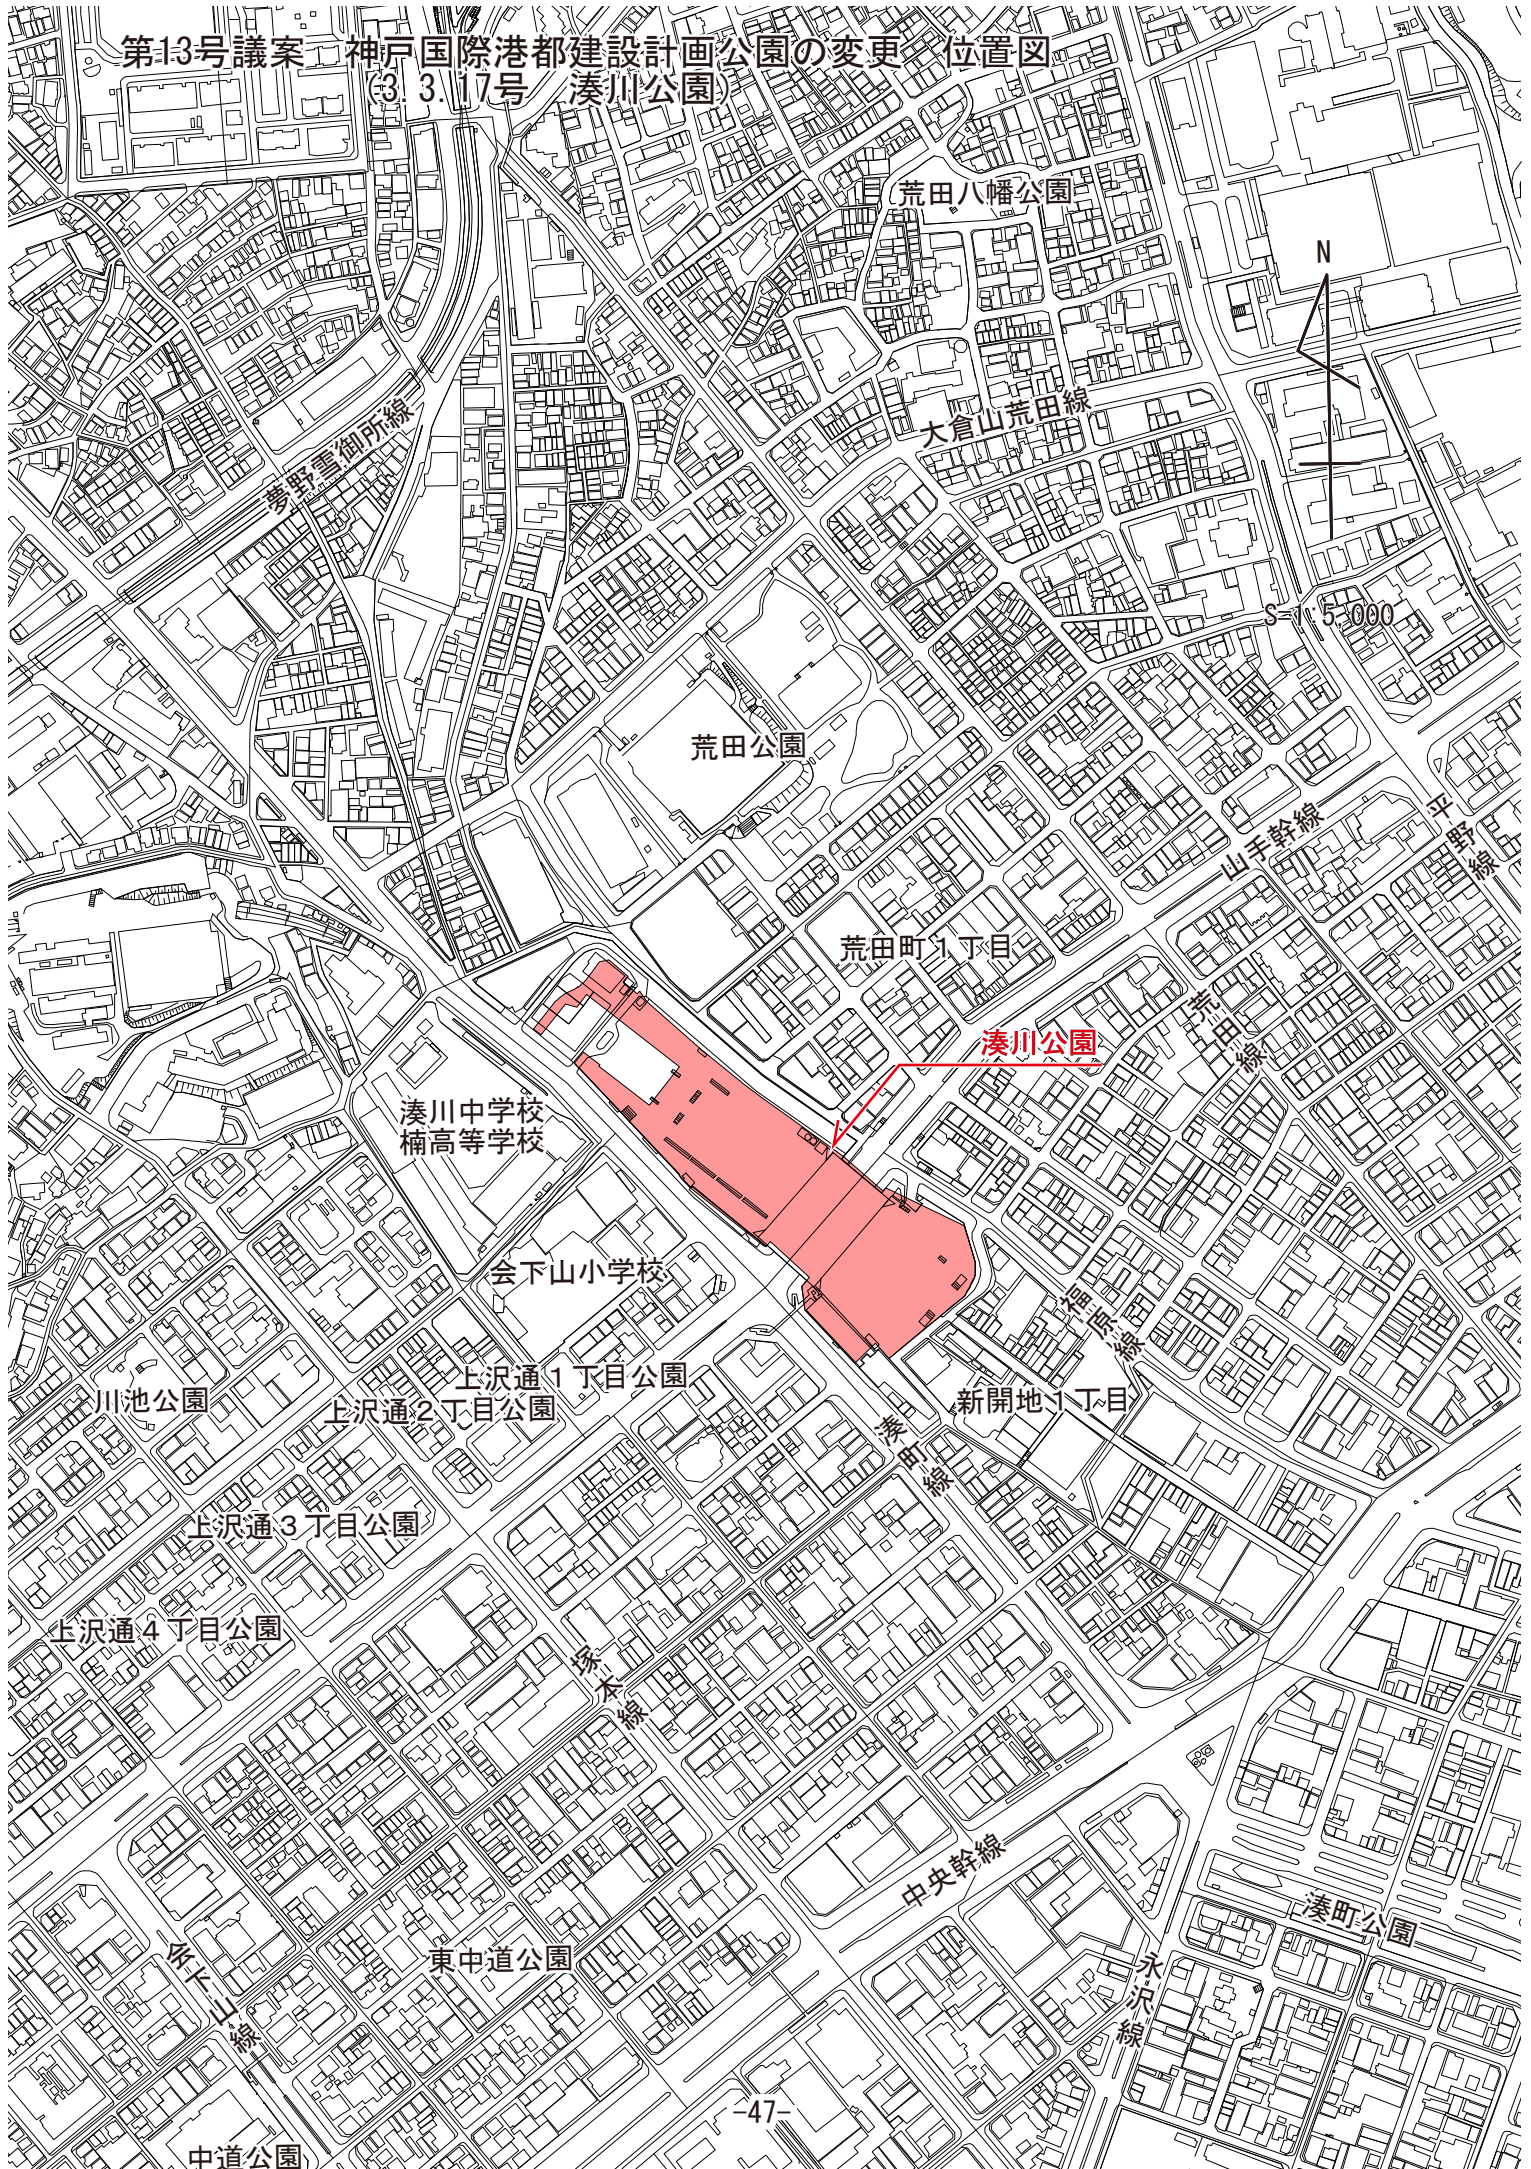 第13号議案　神戸国際港都建設計画公園の変更　位置図
(3.3.17号　湊川公園)
荒田八幡公園
N
大倉山荒田線
夢野雪御所線
S=1:5,000
荒田公園
平野線
山手幹線
荒田町１丁目
荒田線
湊川公園
湊川中学校
楠高等学校
会下山小学校
福原線
上沢通１丁目公園
川池公園
上沢通２丁目公園
新開地１丁目
湊町線
上沢通３丁目公園
上沢通４丁目公園
塚本線
中央幹線
湊町公園
東中道公園
会下山線
永沢線
-47-
中道公園